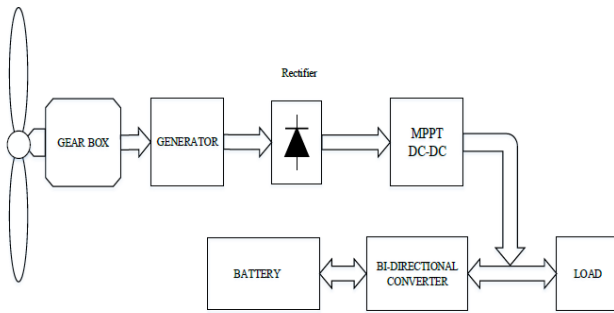 Rectifier
GEAR BOX
GENERATOR
MPPT
DC-DC
BATTERY
BI-DIRECTIONAL
CONVERTER
LOAD